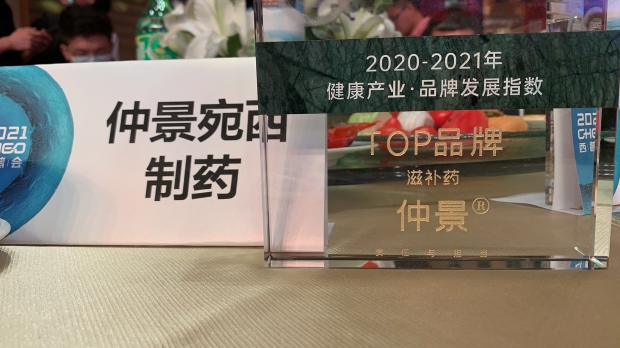 2021
仲景宛西
制药
2020-2021年
健康产业·品牌发展指数
TOP品牌
滋补药
仲景®